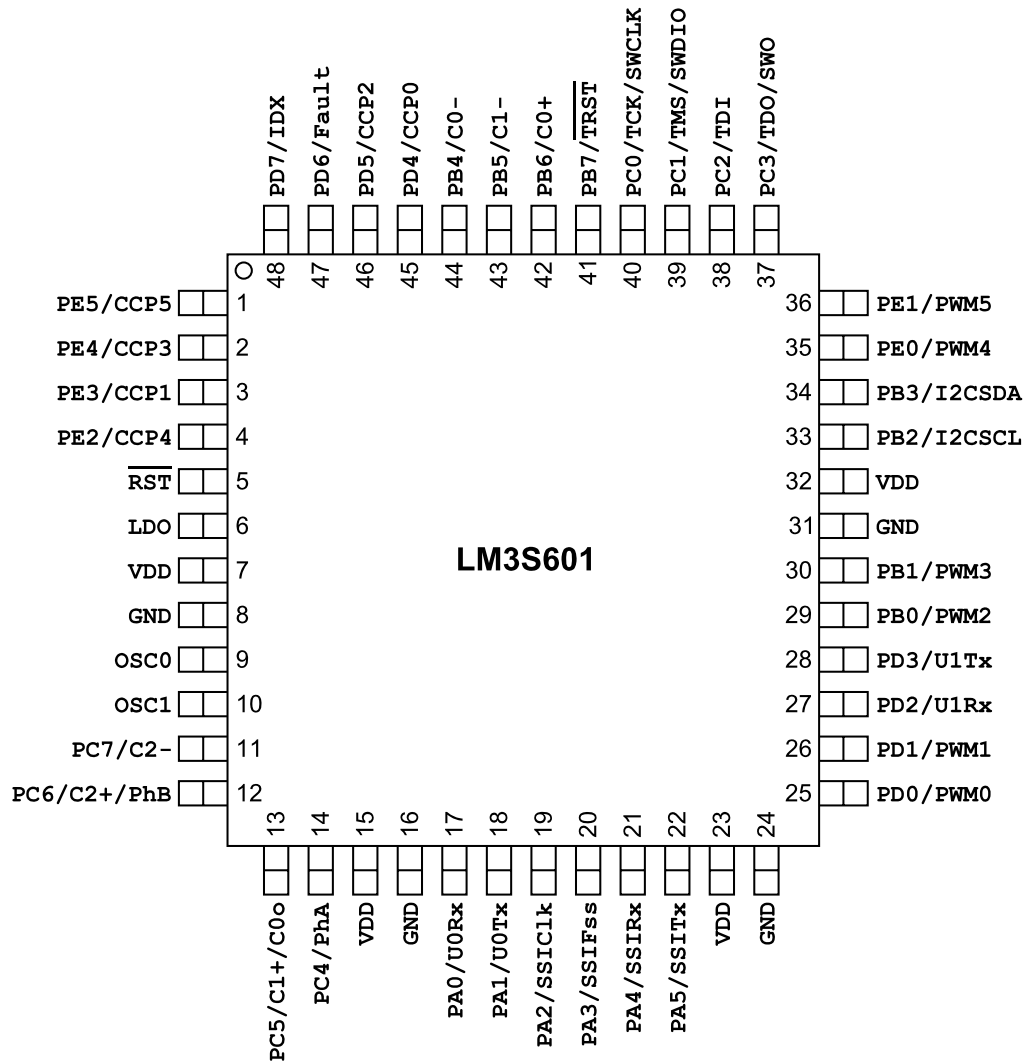 PD7/IDX
PD6/Fault
PD5/CCP2
PD4/CCP0
PB4/C0-
PB5/C1-
PB6/C0+
PB7/TRST
PC0/TCK/SWCLK
PC1/TMS/SWDIO
PC2/TDI
PC3/TDO/SWO
48
47
46
45
44
43
42
41
40
39
38
37
PE5/CCP5 1
PE4/CCP3 2
PE3/CCP1 3
PE2/CCP4 4
RST 5
LDO 6
VDD 7
GND 8
OSC0 9
OSC1 10
PC7/C2- 11
PC6/C2+/PhB 12
LM3S601
36 PE1/PWM5
35 PE0/PWM4
34 PB3/I2CSDA
33 PB2/I2CSCL
32 VDD
31 GND
30 PB1/PWM3
29 PB0/PWM2
28 PD3/U1Tx
27 PD2/U1Rx
26 PD1/PWM1
25 PD0/PWM0
13
14
15
16
17
18
19
20
21
22
23
24
PC5/C1+/C0o
PC4/PhA
VDD
GND
PA0/U0Rx
PA1/U0Tx
PA2/SSIClk
PA3/SSIFss
PA4/SSIRx
PA5/SSITx
VDD
GND